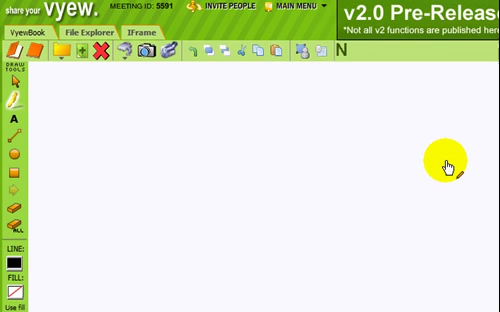 share your vyew.
MEETING ID: 5591
INVITE PEOPLE
MAIN MENU
v2.0 Pre-Releas
*Not all v2 functions are published here
VyewBook
File Explorer
IFrame
N
DRAW
TOOLS
A
ALL
LINE:
FILL:
Use fill